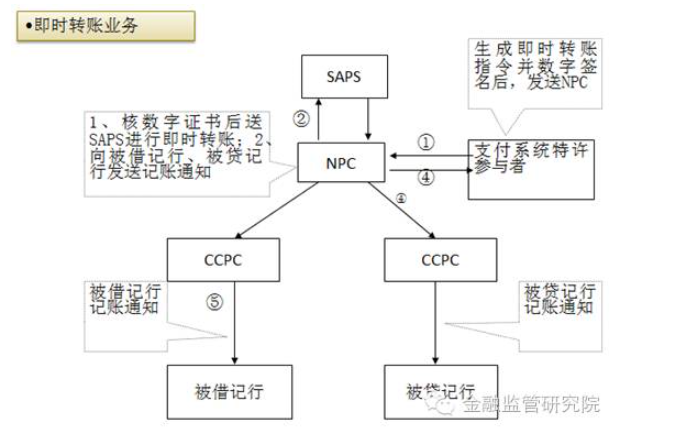 •即时转账业务
生成即时转账
指令并数字签
名后，发送NPC
SAPS
②
1、核数字证书后送
SAPS进行即时转账；2、
向被借记行、被贷记
行发送记账通知
NPC
①
④
支付系统特许
参与者
④
CCPC
CCPC
被借记行
记账通知
⑤
被贷记行
记账通知
被借记行
被贷记行
金融监管研究院